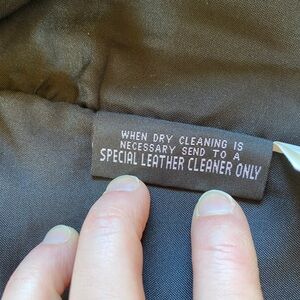 WHEN DRY CLEANING IS
NECESSARY SEND TO A
SPECIAL LEATHER CLEANER ONLY